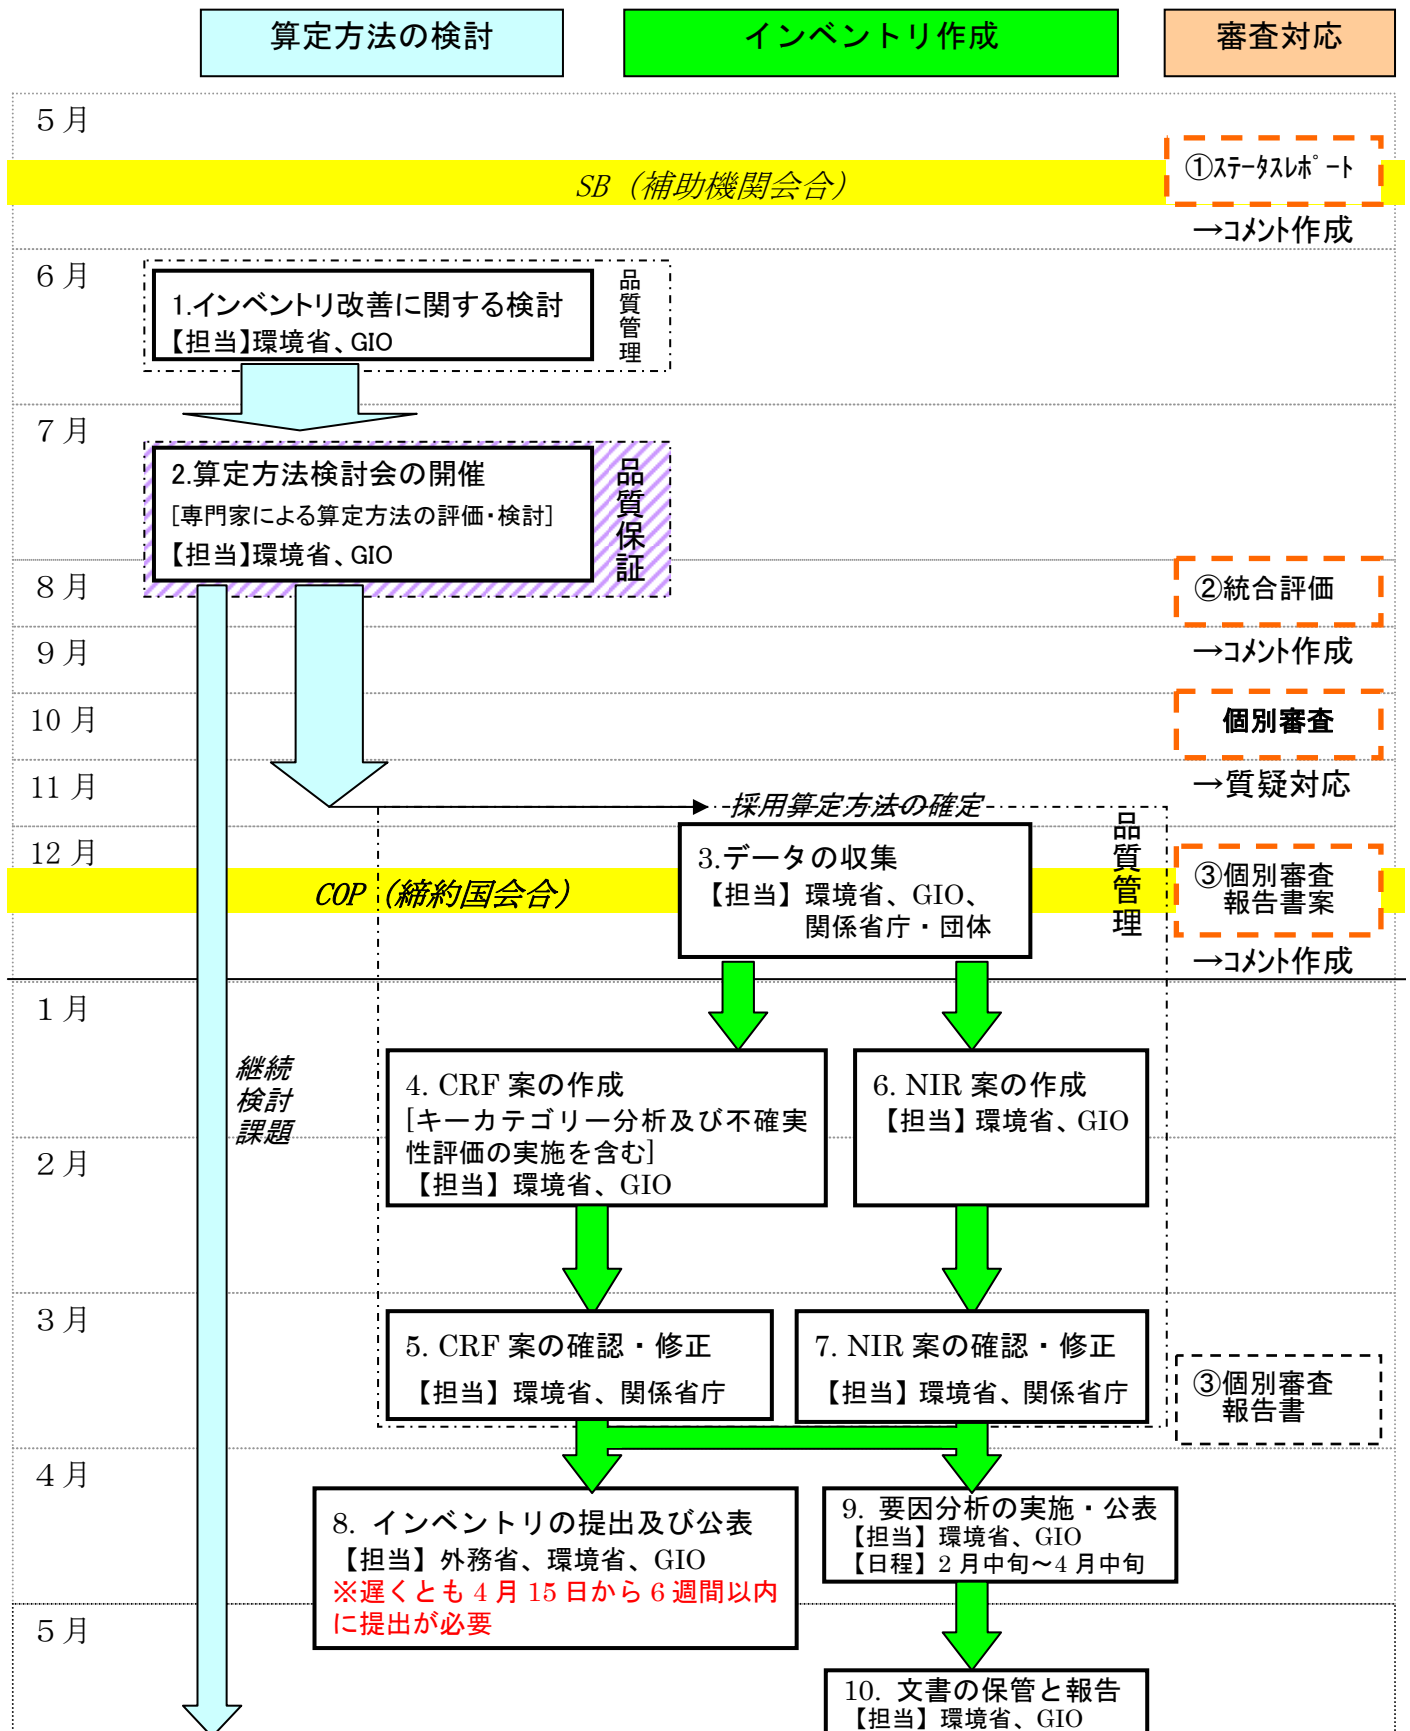 算定方法の検討
インベントリ作成
審査対応
5月
SB（補助機関会合）
①ｽﾃｰﾀｽﾚﾎﾟｰﾄ
→ｺﾒﾝﾄ作成
6月
1.インベントリ改善に関する検討
【担当】環境省、GIO
品質管理
7月
2.算定方法検討会の開催
[専門家による算定方法の評価・検討]
【担当】環境省、GIO
品質保証
8月
②統合評価
9月
→ｺﾒﾝﾄ作成
10月
個別審査
11月
→質疑対応
採用算定方法の確定
品質管理
12月
COP（締約国会合）
3.データの収集
【担当】環境省、GIO、
関係省庁・団体
③個別審査
報告書案
→ｺﾒﾝﾄ作成
1月
継続
検討
課題
4. CRF 案の作成
[キーカテゴリー分析及び不確実
性評価の実施を含む]
【担当】環境省、GIO
6. NIR 案の作成
【担当】環境省、GIO
2月
3月
5. CRF 案の確認・修正
【担当】環境省、関係省庁
7. NIR 案の確認・修正
【担当】環境省、関係省庁
③個別審査
報告書
4月
8. インベントリの提出及び公表
【担当】外務省、環境省、GIO
※遅くとも 4 月 15 日から 6 週間以内
に提出が必要
9. 要因分析の実施・公表
【担当】環境省、GIO
【日程】2 月中旬～4 月中旬
5月
10. 文書の保管と報告
【担当】環境省、GIO